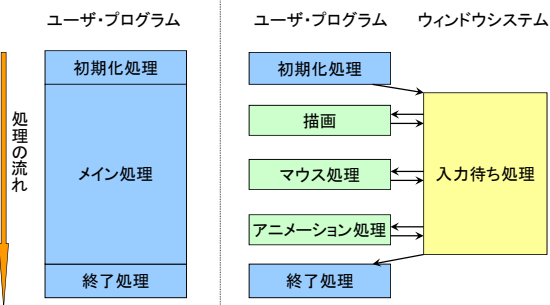 ユーザ・プログラム
初期化処理
メイン処理
終了処理
処理の流れ
ユーザ・プログラム
ウィンドウシステム
初期化処理
描画
マウス処理
アニメーション処理
終了処理
入力待ち処理